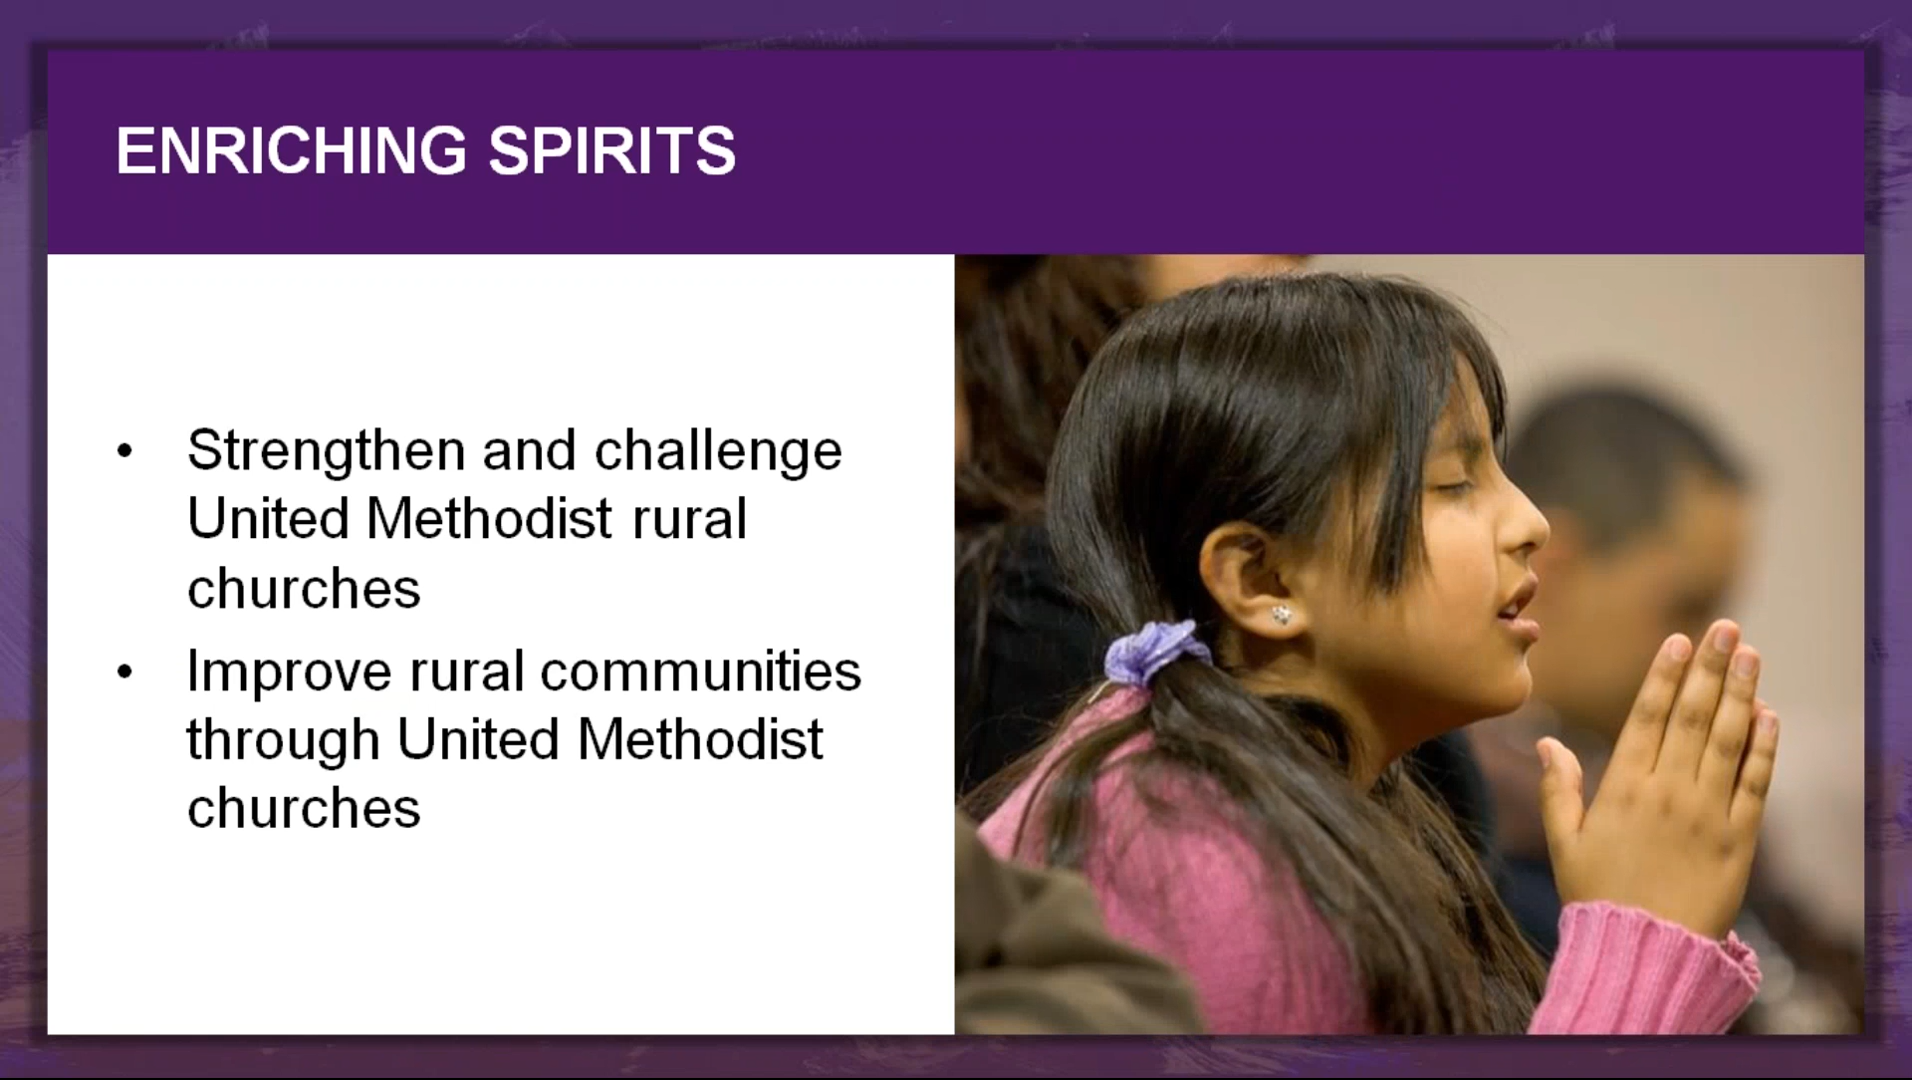 ENRICHING SPIRITS
• Strengthen and challenge
United Methodist rural
churches
• Improve rural communities
through United Methodist
churches